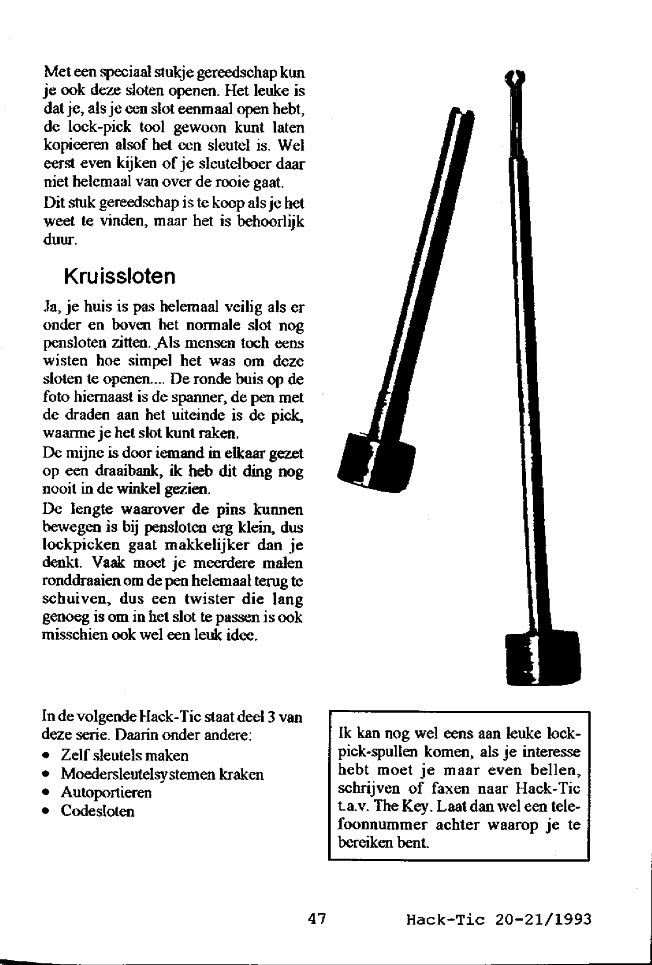 Met een speciaal stukje gereedschap kun
je ook deze sloten openen. Het leuke is
dat je, als je een slot eenmaal open hebt,
de lock-pick tool gewoon kunt laten
kopieeren alsof het een sleutel is. Wel
eerst even kijken of je sleutelboer daar
niet helemaal van over de rooie gaat.
Dit stuk gereedschap is te koop als je het
weet te vinden, maar het is behoorlijk
duur.
Kruissloten
Ja, je huis is pas helemaal veilig als er
onder en boven het normale slot nog
pensloten zitten. Als mensen toch eens
wisten hoe simpel het was om deze
sloten te openen.... De ronde buis op de
foto hiernaast is de spanner, de pen met
de draden aan het uiteinde is de pick,
waarme je het slot kunt raken.
De mijne is door iemand in elkaar gezet
op een draaibank, ik heb dit ding nog
nooit in de winkel gezien.
De lengte waarover de pins kunnen
bewegen is bij pensloten erg klein, dus
lockpicken gaat makkelijker dan je
denkt. Vaak moet je meerdere malen
ronddraaien om de pen helemaal terug te
schuiven, dus een twister die lang
genoeg is om in het slot te passen is ook
misschien ook wel een leuk idee.
In de volgende Hack-Tic staat deel 3 van
deze serie. Daarin onder andere:
• Zelf sleutels maken
• Moedersleutelsystemen kraken
• Autoportieren
• Codesloten
Ik kan nog wel eens aan leuke lock-
pick-spullen komen, als je interesse
hebt moet je maar even bellen,
schrijven of faxen naar Hack-Tic
t.a.v. The Key. Laat dan wel een tele-
foonnummer achter waarop je te
bereiken bent.
47 Hack-Tic 20-21/1993